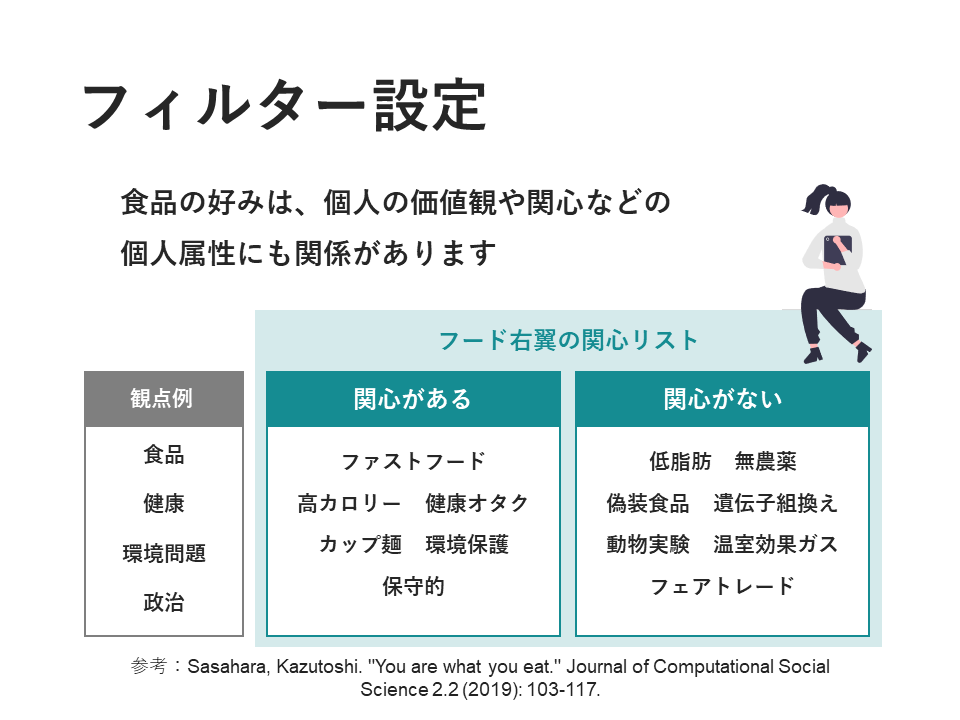 フィルター設定
食品の好みは、個人の価値観や関心などの
個人属性にも関係があります
フード右翼の関心リスト
観点例
食品
健康
環境問題
政治
関心がある
ファストフード
高カロリー 健康オタク
カップ麺 環境保護
保守的
関心がない
低脂肪 無農薬
偽装食品 遺伝子組換え
動物実験 温室効果ガス
フェアトレード
参考：Sasahara, Kazutoshi. "You are what you eat." Journal of Computational Social
Science 2.2 (2019): 103-117.